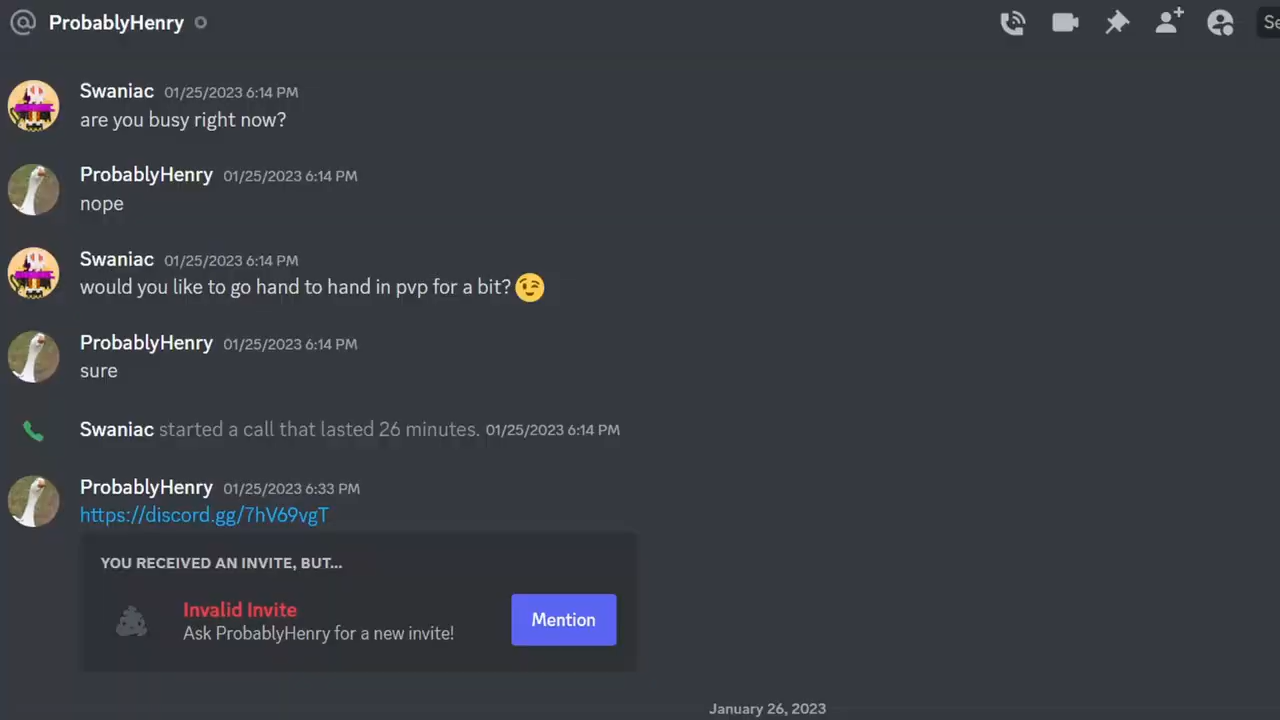 ProbablyHenry
Swaniac 01/25/2023 6:14 PM
are you busy right now?
ProbablyHenry 01/25/2023 6:14 PM
nope
Swaniac 01/25/2023 6:14 PM
would you like to go hand to hand in pvp for a bit?😉
ProbablyHenry 01/25/2023 6:14 PM
sure
Swaniac started a call that lasted 26 minutes. 01/25/2023 6:14 PM
ProbablyHenry 01/25/2023 6:33 PM
https://discord.gg/7hV69vgT
YOU RECEIVED AN INVITE, BUT...
Invalid Invite
Ask ProbablyHenry for a new invite!
Mention
January 26, 2023